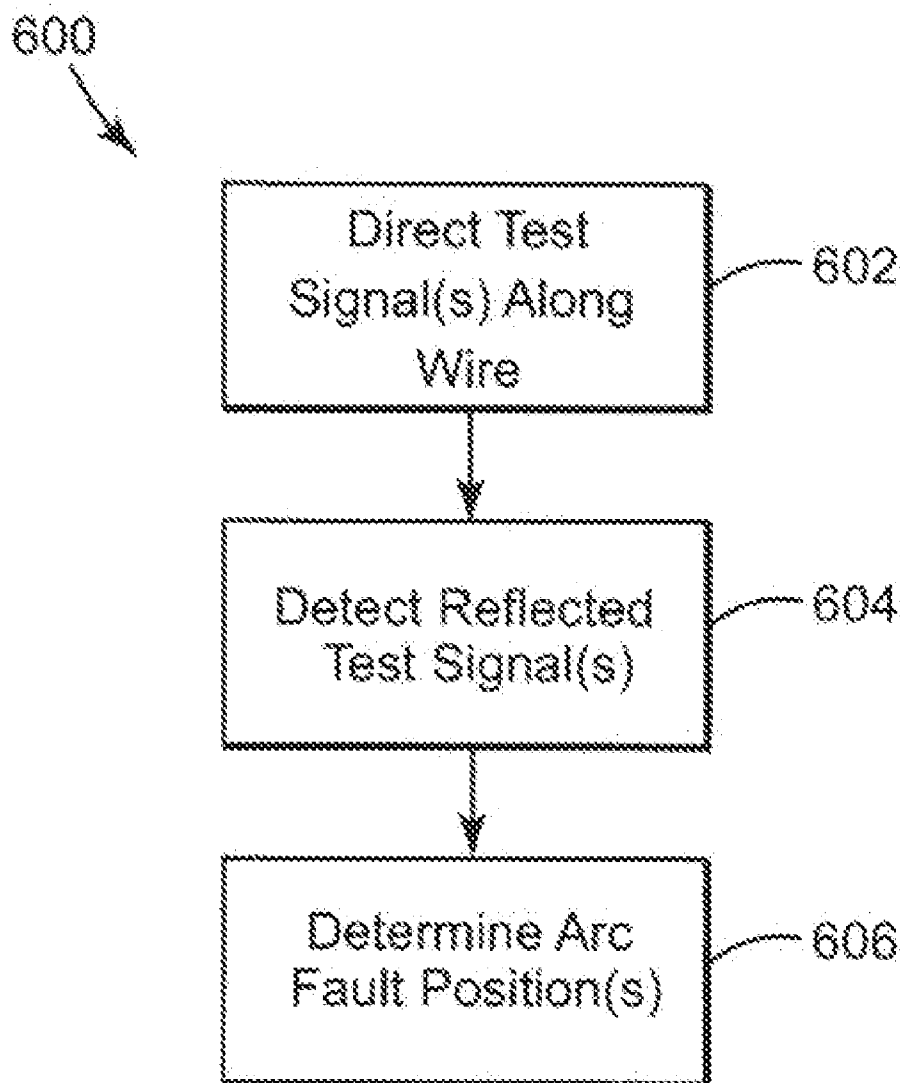 600
Direct Test
Signal(s) Along
Wire
602
Detect Reflected
Test Signal(s)
604
Determine Arc
Fault Position(s)
606